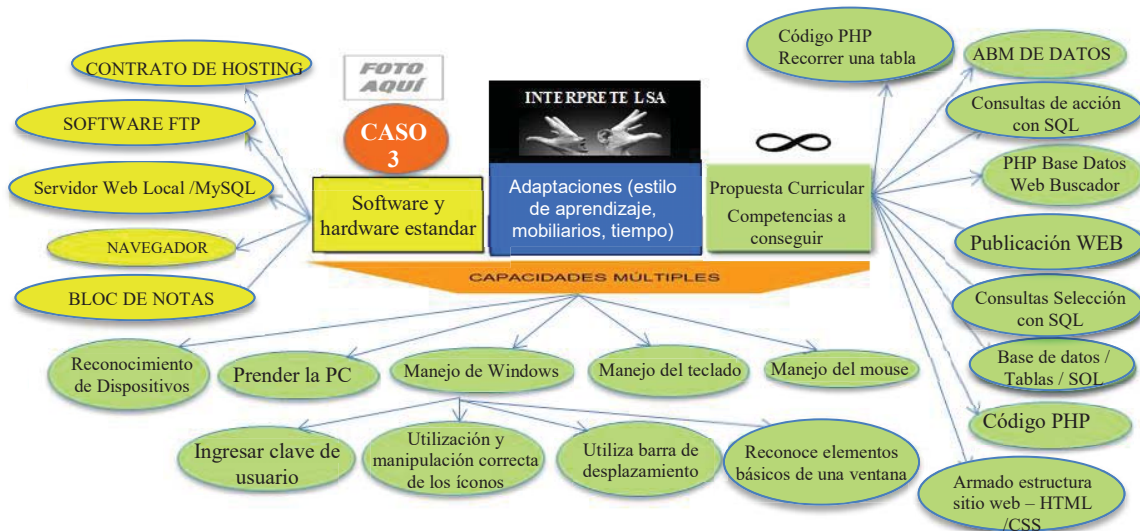 CONTRATO DE HOSTING
SOFTWARE FTP
Servidor Web Local /MySQL
NAVEGADOR
BLOC DE NOTAS
FOTO
AQUÍ
CASO
3
Software y
hardware estandar
INTERPRETE LSA
Adaptaciones (estilo
de aprendizaje,
mobiliarios, tiempo)
Propuesta Curricular
Competencias a
conseguir
Código PHP
Recorrer una tabla
ABM DE DATOS
Consultas de acción
con SQL
PHP Base Datos
Web Buscador
Publicación WEB
Consultas Selección
con SQL
Base de datos /
Tablas / SOL
Código PHP
Armado estructura
sitio web – HTML
/CSS
CAPACIDADES MÚLTIPLES
Reconocimiento
de Dispositivos
Prender la PC
Manejo de Windows
Manejo del teclado
Manejo del mouse
Ingresar clave de
usuario
Utilización y
manipulación correcta
de los íconos
Utiliza barra de
desplazamiento
Reconoce elementos
básicos de una ventana